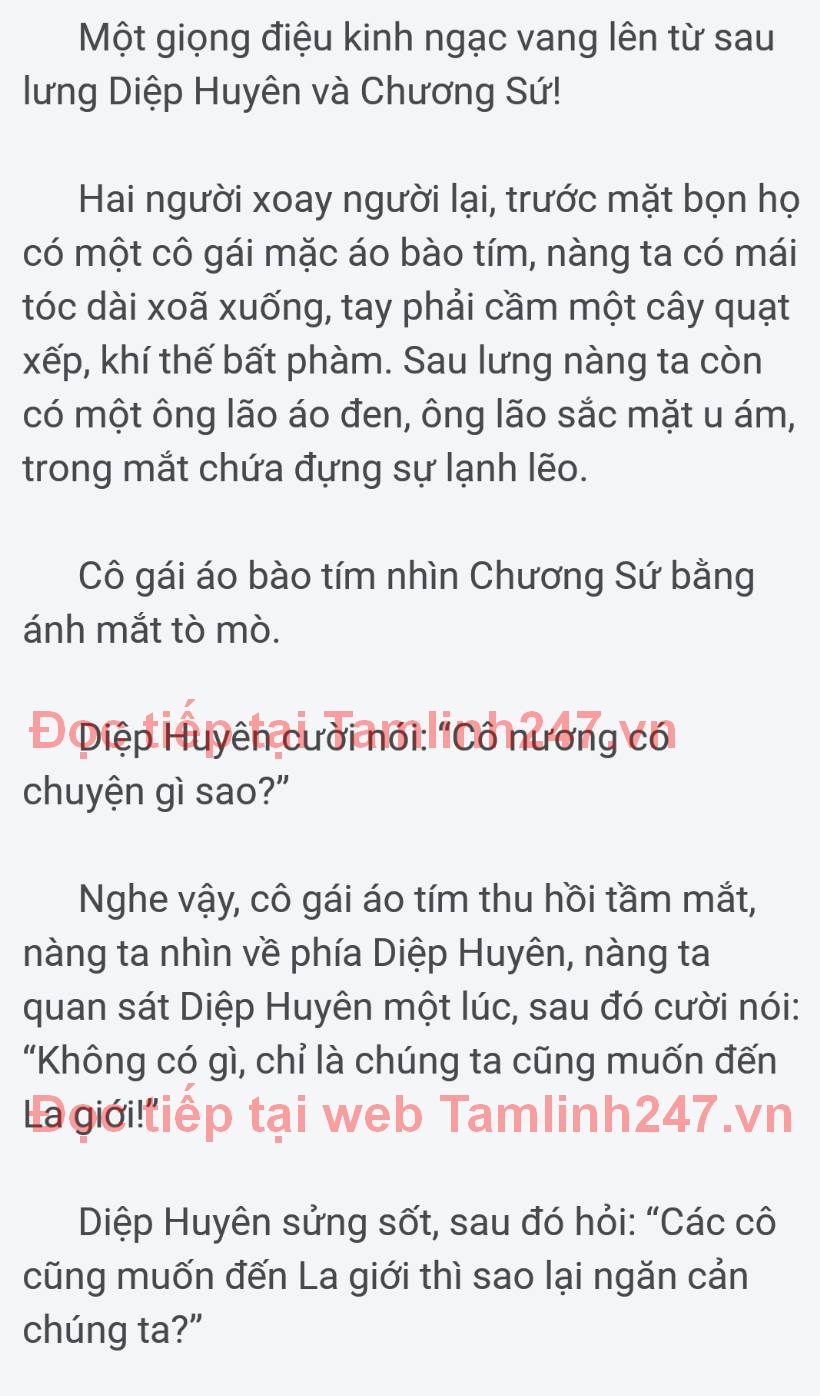 Một giọng điệu kinh ngạc vang lên từ sau
lưng Diệp Huyên và Chương Sứ!
Hai người xoay người lại, trước mặt bọn họ
có một cô gái mặc áo bào tím, nàng ta có mái
tóc dài xoã xuống, tay phải cầm một cây quạt
xếp, khí thế bất phàm. Sau lưng nàng ta còn
có một ông lão áo đen, ông lão sắc mặt u ám,
trong mắt chứa đựng sự lạnh lẽo.
Cô gái áo bào tím nhìn Chương Sứ bằng
ánh mắt tò mò.
Đọc tiếp tại Tamlinh247.vn
Diệp Huyên cười nói: “Cô nương có
chuyện gì sao?”
Nghe vậy, cô gái áo tím thu hồi tầm mắt,
nàng ta nhìn về phía Diệp Huyên, nàng ta
quan sát Diệp Huyên một lúc, sau đó cười nói:
“Không có gì, chỉ là chúng ta cũng muốn đến
La giới!”
Đọc tiếp tại web Tamlinh247.vn
Diệp Huyên sửng sốt, sau đó hỏi: “Các cô
cũng muốn đến La giới thì sao lại ngăn cản
chúng ta?”